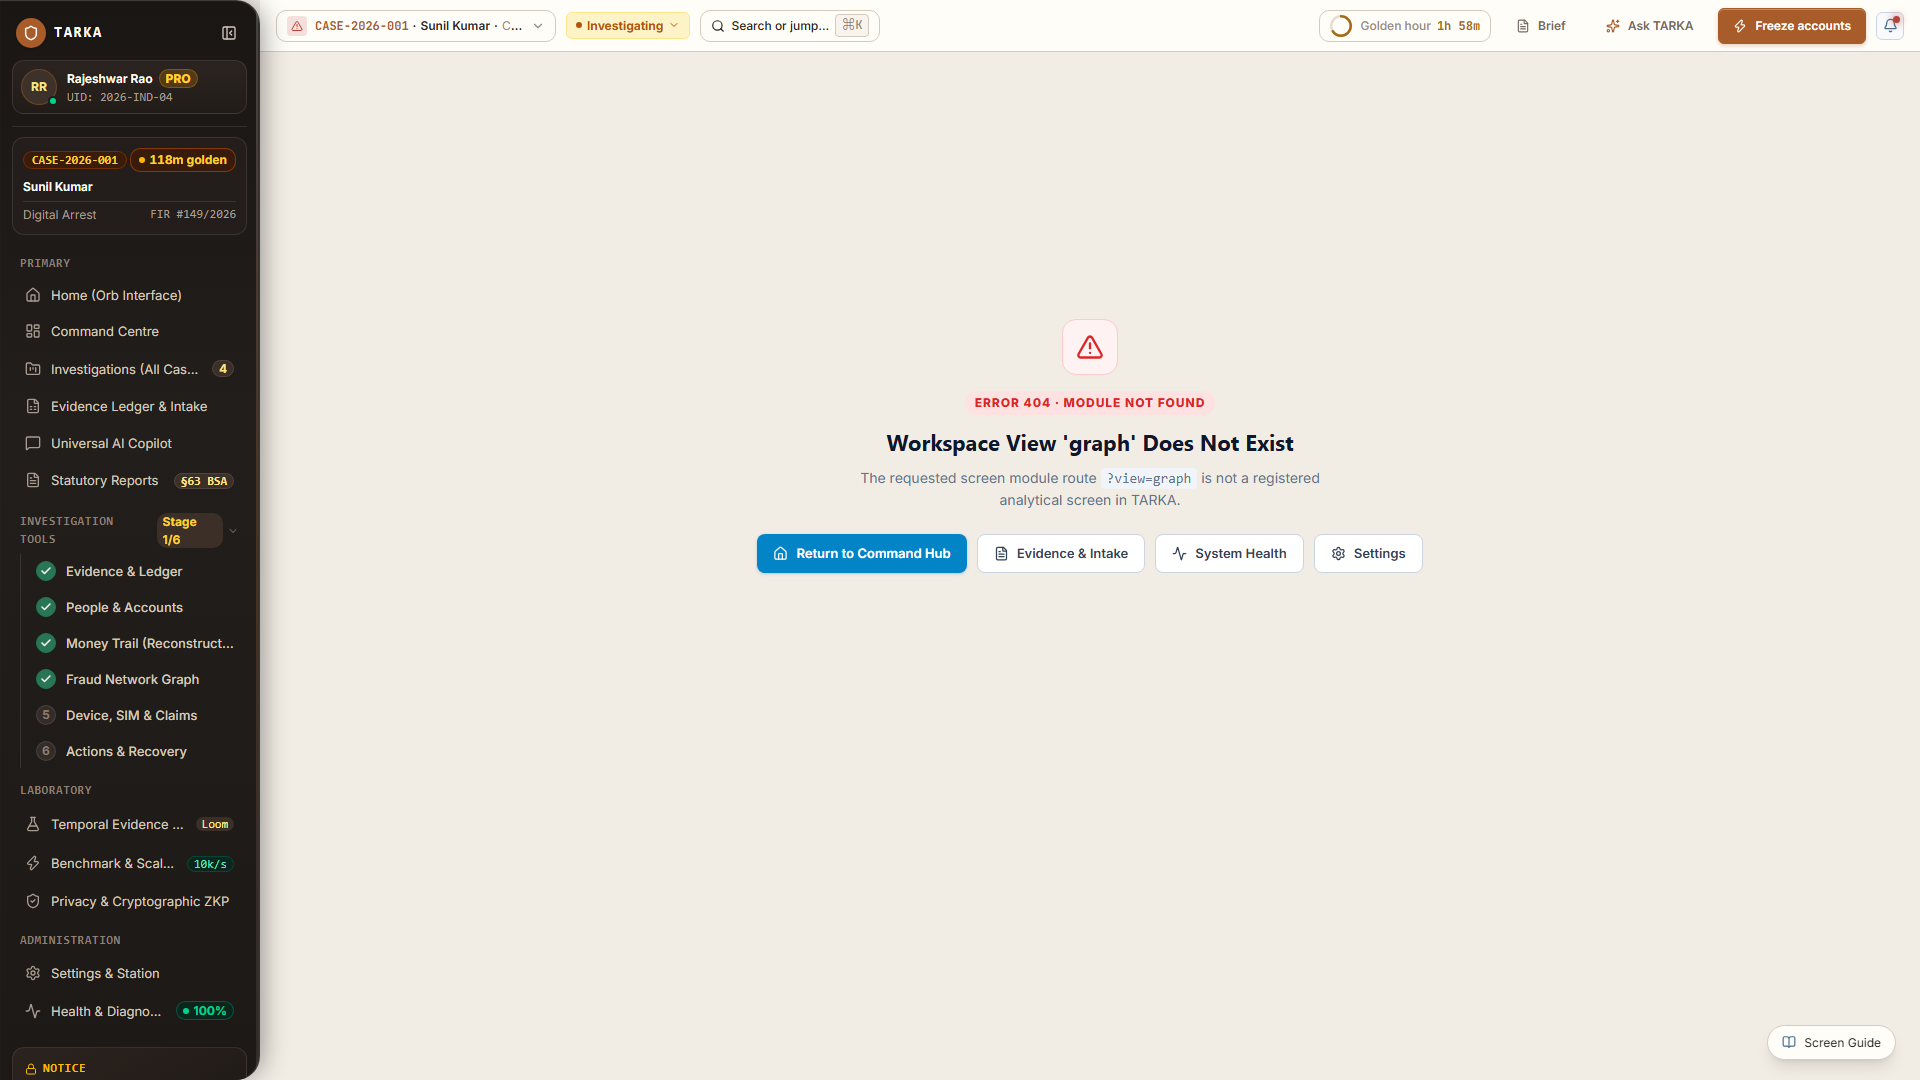 TARKA
RR
Rajeshwar Rao PRO
UID: 2026-IND-04
CASE-2026-001 118m golden
Sunil Kumar
Digital Arrest FIR #149/2026
PRIMARY
Home (Orb Interface)
Command Centre
Investigations (All Cas... 4
Evidence Ledger & Intake
Universal AI Copilot
Statutory Reports §63 BSA
INVESTIGATION TOOLS Stage 1/6
Evidence & Ledger
People & Accounts
Money Trail (Reconstruct...
Fraud Network Graph
5 Device, SIM & Claims
6 Actions & Recovery
LABORATORY
Temporal Evidence ... Loom
Benchmark & Scal... 10k/s
Privacy & Cryptographic ZKP
ADMINISTRATION
Settings & Station
Health & Diagno... 100%
NOTICE
CASE-2026-001 · Sunil Kumar · C... Investigating Search or jump... ⌘K Golden hour 1h 58m Brief Ask TARKA Freeze accounts
ERROR 404 · MODULE NOT FOUND
Workspace View 'graph' Does Not Exist
The requested screen module route ?view=graph is not a registered
analytical screen in TARKA.
Return to Command Hub Evidence & Intake System Health Settings
Screen Guide